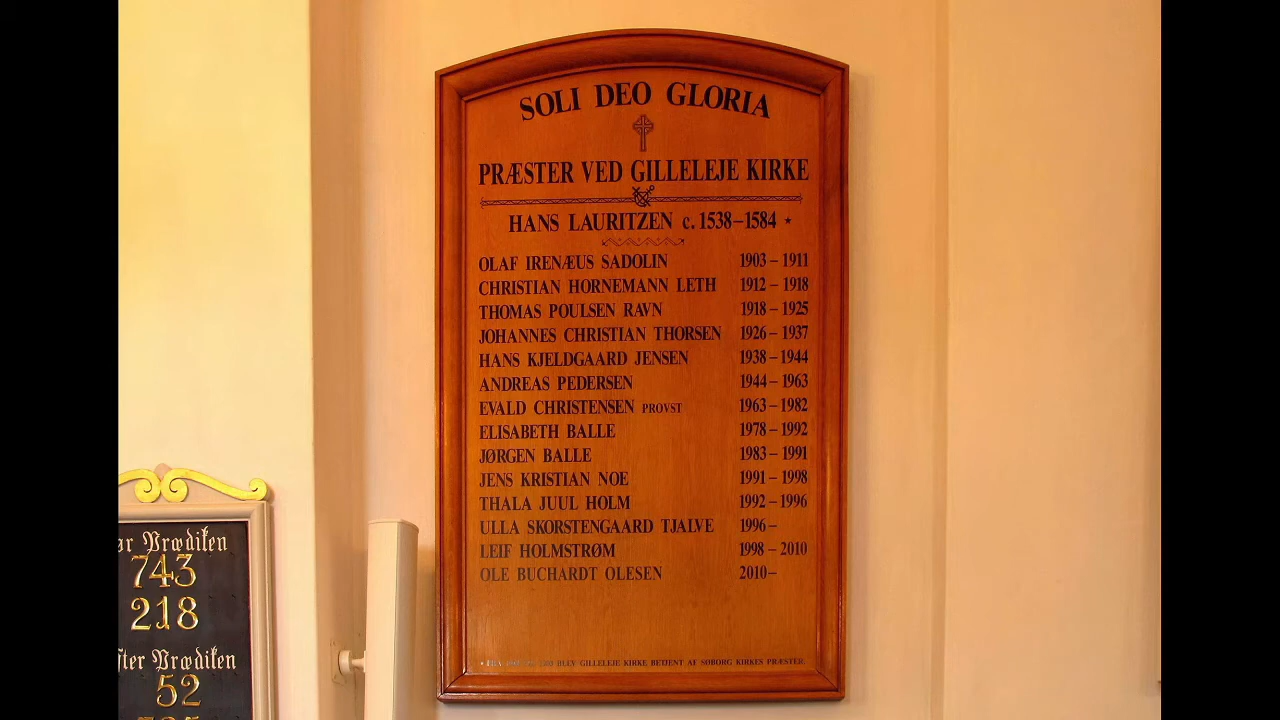 SOLI DEO GLORIA
PRÆSTER VED GILLELEJE KIRKE
HANS LAURITZEN c. 1538–1584 ⋆
OLAF IRENÆUS SADOLIN 1903 – 1911
CHRISTIAN HORNEMANN LETH 1912 – 1918
THOMAS POULSEN RAVN 1918 – 1925
JOHANNES CHRISTIAN THORSEN 1926 – 1937
HANS KJELDGAARD JENSEN 1938 – 1944
ANDREAS PEDERSEN 1944 – 1963
EVALD CHRISTENSEN PROVST 1963 – 1982
ELISABETH BALLE 1978 – 1992
JØRGEN BALLE 1983 – 1991
JENS KRISTIAN NOE 1991 – 1998
THALA JUUL HOLM 1992 – 1996
ULLA SKORSTENGAARD TJALVE 1996 –
LEIF HOLMSTRØM 1998 – 2010
OLE BUCHARDT OLESEN 2010 –
BLEV GILLELEJE KIRKE BETJENT AF SØBORG KIRKES PRÆSTER.
ør Prædiken
743
218
fter Prædiken
52